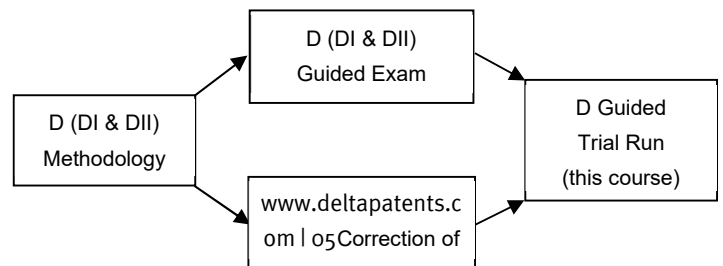 D (DI & DII)
Guided Exam
D (DI & DII)
Methodology
D Guided
Trial Run
(this course)
www.deltapatents.c
om | 05Correction of